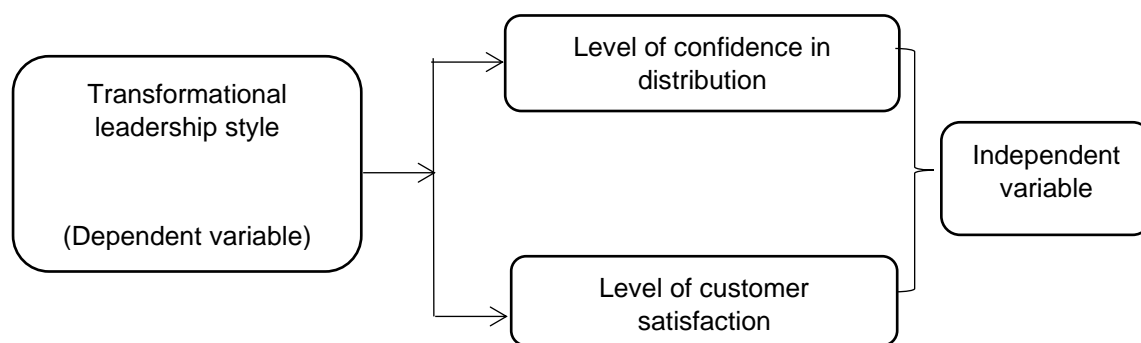 Transformational
leadership style
(Dependent variable)
Level of confidence in
distribution
Level of customer
satisfaction
Independent
variable